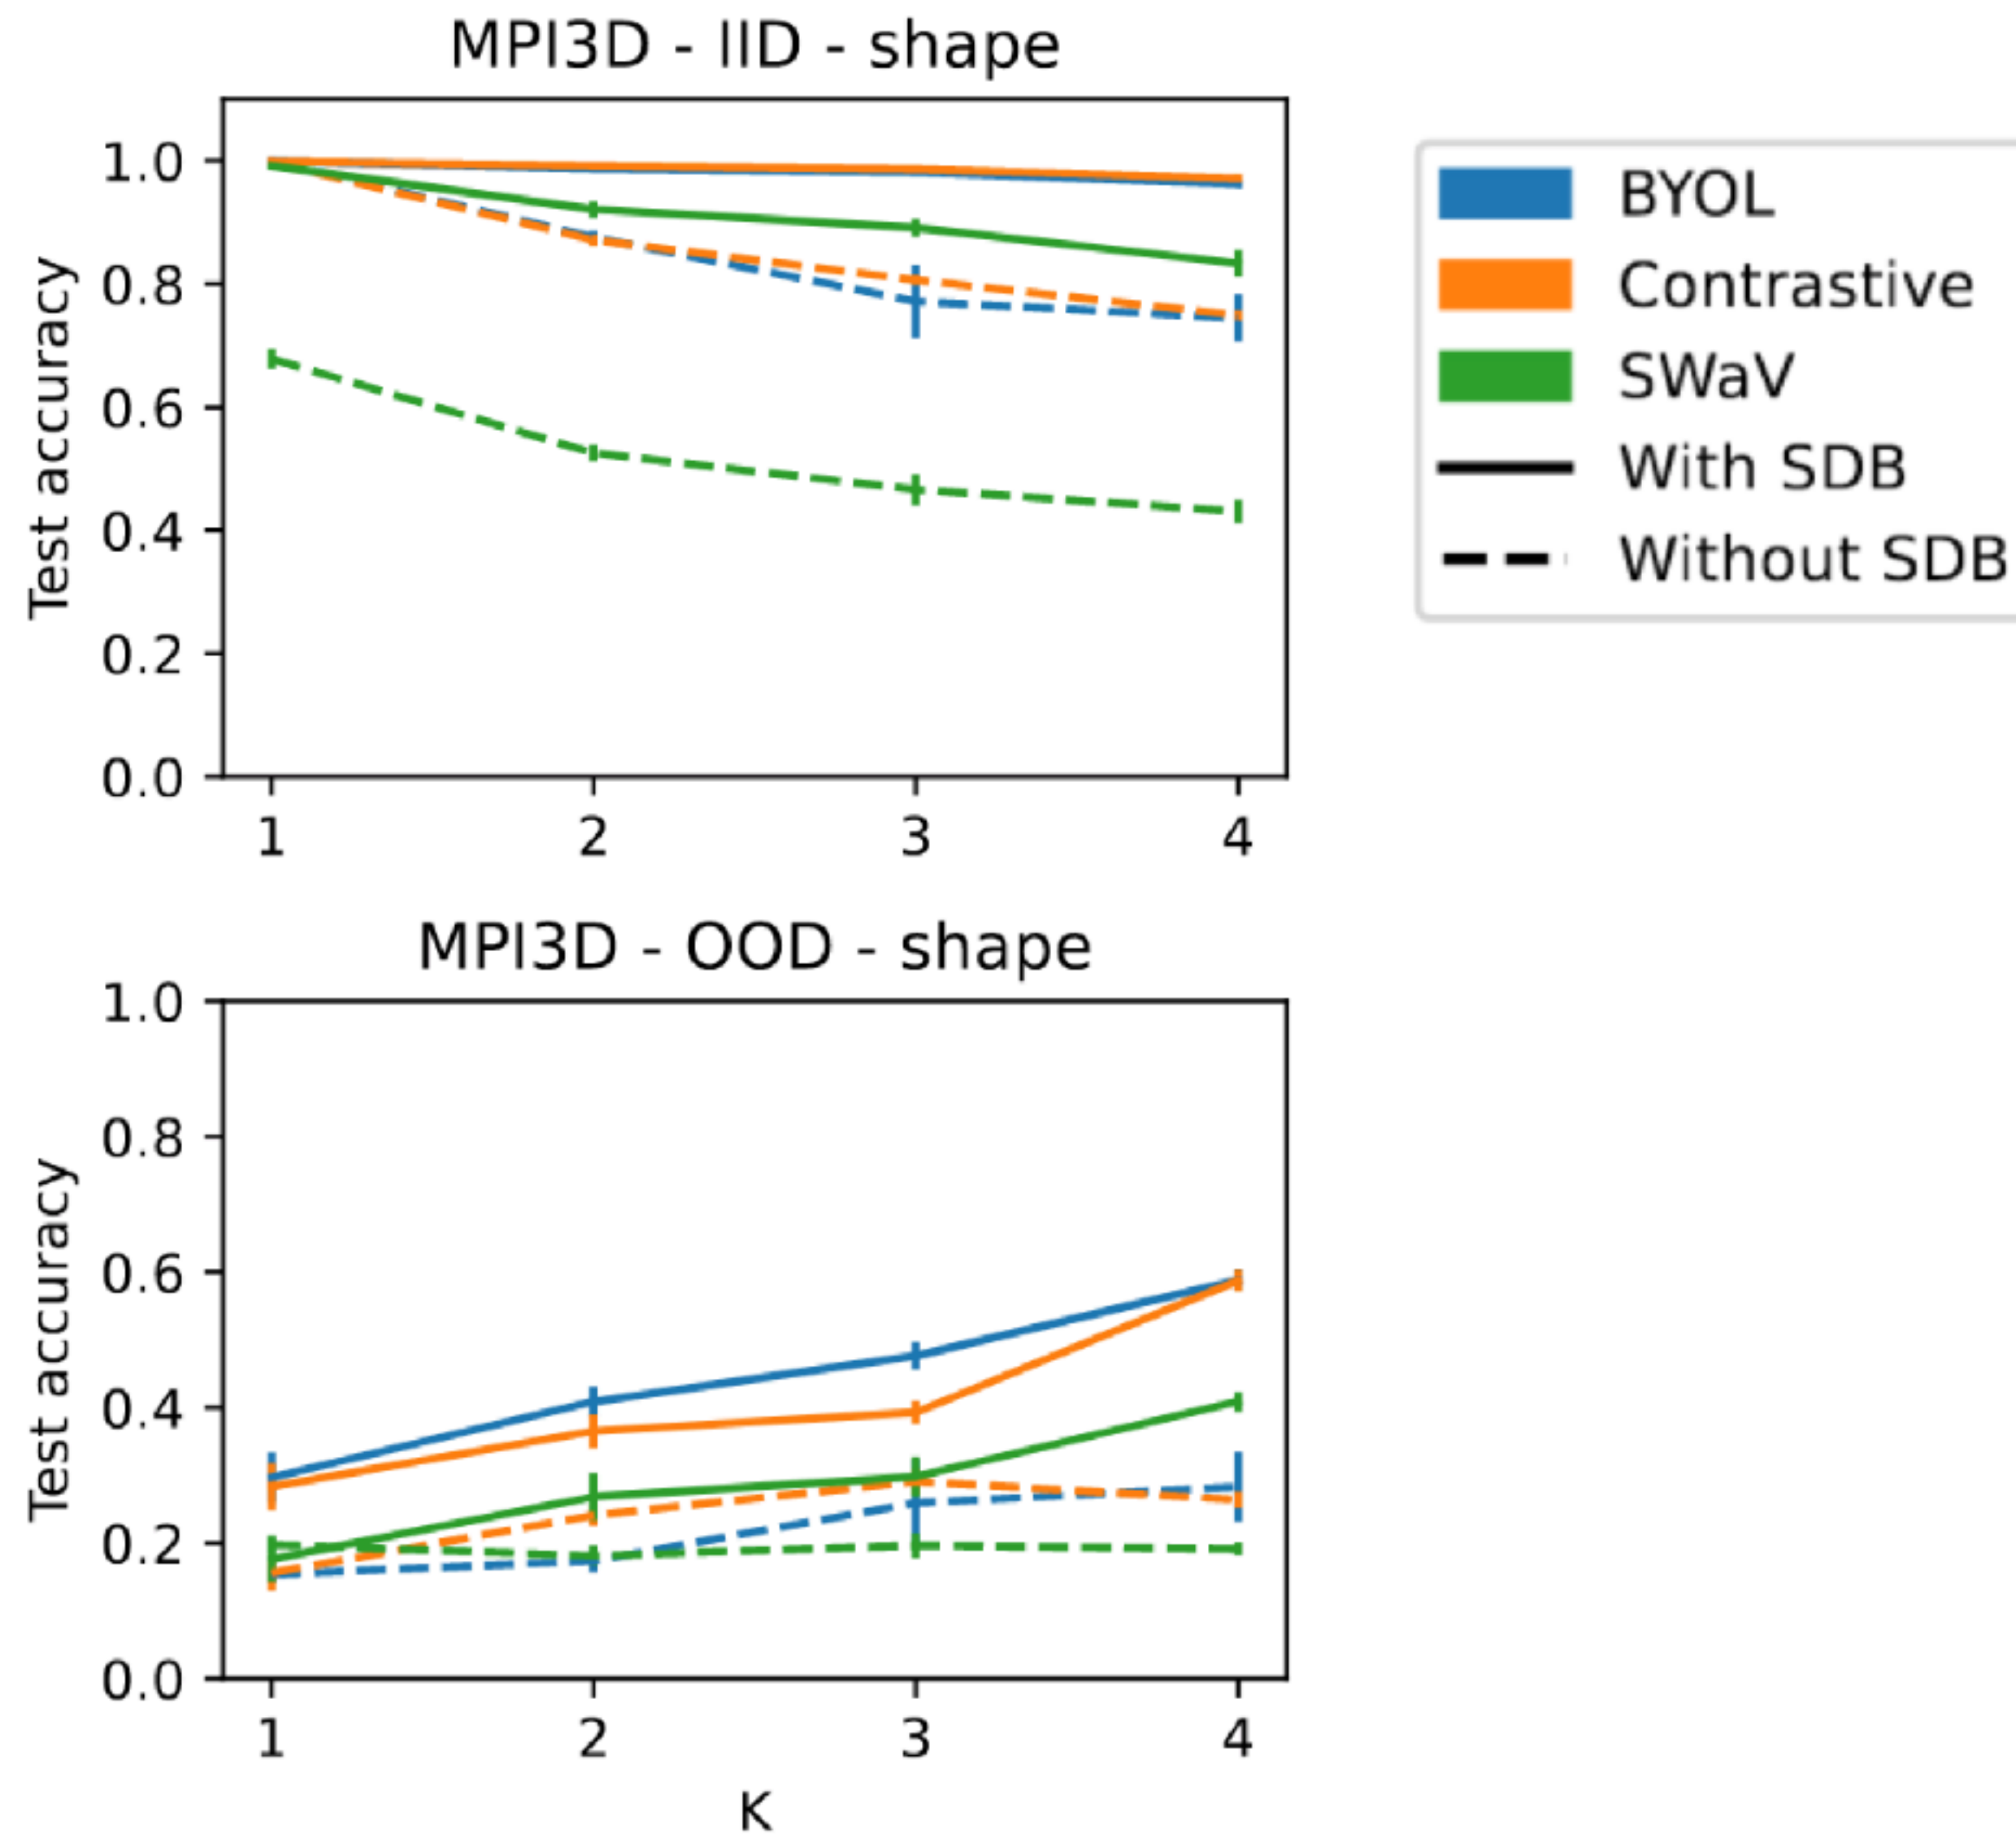 MPI3D - IID - shape
Test accuracy
1.0
0.8
0.6
0.4
0.2
0.0
1 2 3 4
BYOL
Contrastive
SWaV
With SDB
Without SDB
MPI3D - OOD - shape
Test accuracy
1.0
0.8
0.6
0.4
0.2
0.0
1 2 3 4
K